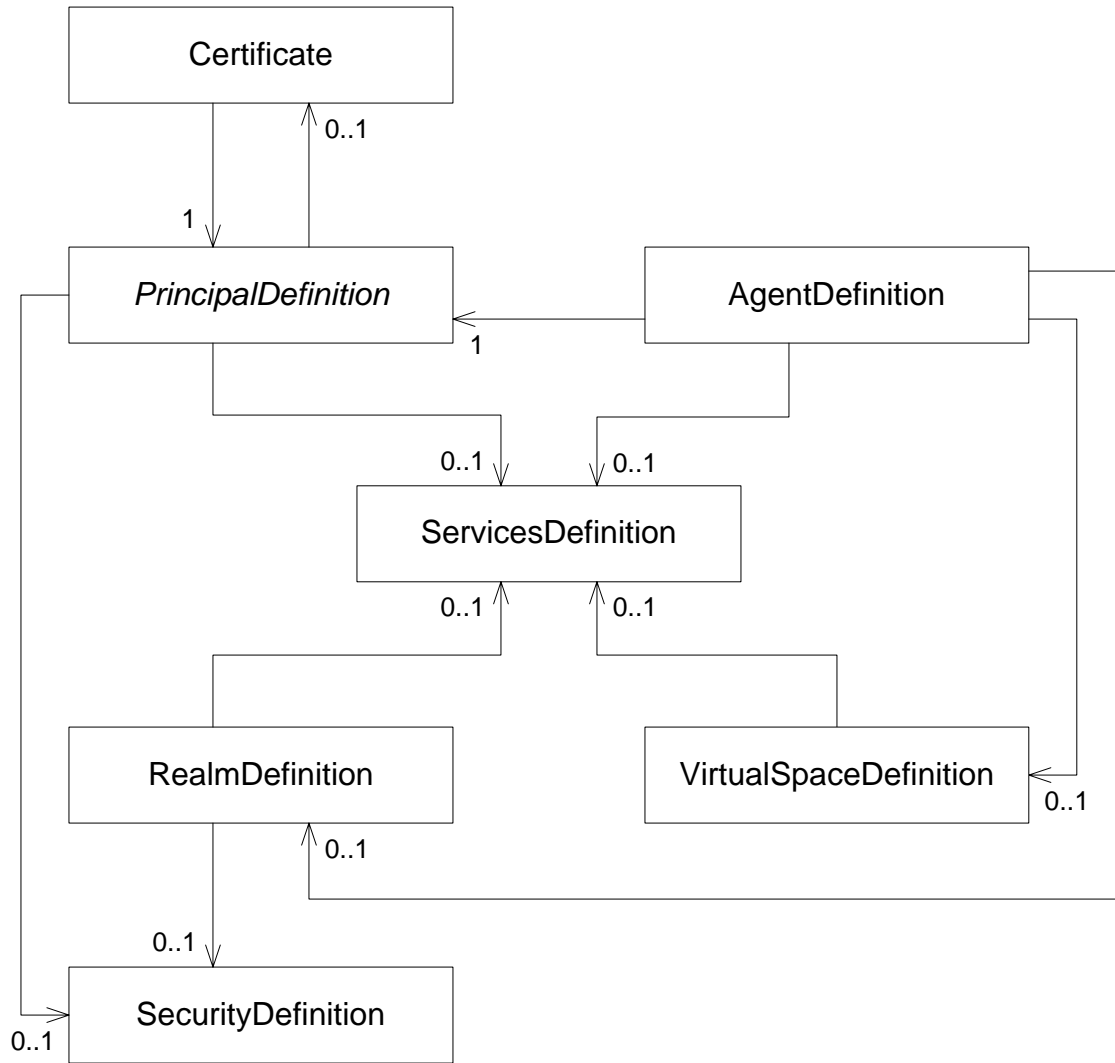 Certificate
0..1
1
PrincipalDefinition
AgentDefinition
1
0..1
0..1
ServicesDefinition
0..1
0..1
RealmDefinition
VirtualSpaceDefinition
0..1
0..1
0..1
SecurityDefinition
0..1